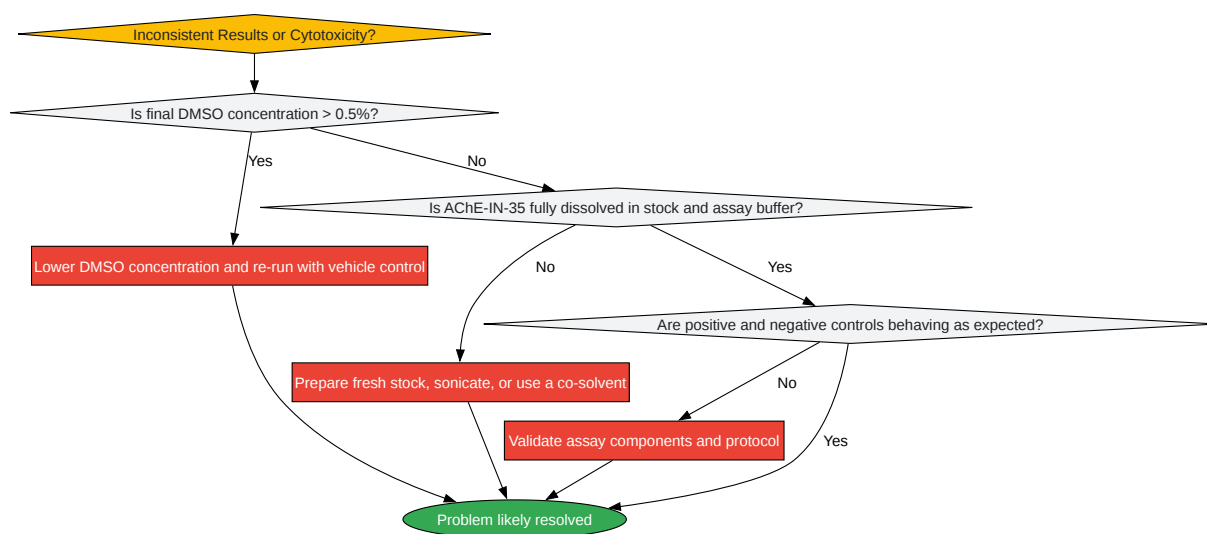 Inconsistent Results or Cytotoxicity?
Is final DMSO concentration > 0.5%?
Yes
No
Is AChE-IN-35 fully dissolved in stock and assay buffer?
Lower DMSO concentration and re-run with vehicle control
No
Yes
Are positive and negative controls behaving as expected?
Prepare fresh stock, sonicate, or use a co-solvent
No
Validate assay components and protocol
Yes
Problem likely resolved